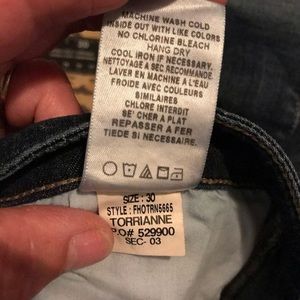 MACHINE WASH COLD
INSIDE OUT WITH LIKE COLORS
NO CHLORINE BLEACH
HANG DRY
COOL IRON IF NECESSARY.
NETTOYAGE A SEC RECOMMANDE.
LAVER EN MACHINE A L'EAU
FROIDE AVEC COULEURS
SIMILAIRES
CHLORE INTERDIT
SE'CHER A PLAT
REPASSER A FER
TIEDE SI NECESSAIRE.
SIZE : 30
STYLE : FHOTRN5665
TORRIANNE
P.O# 529900
SEC- 03